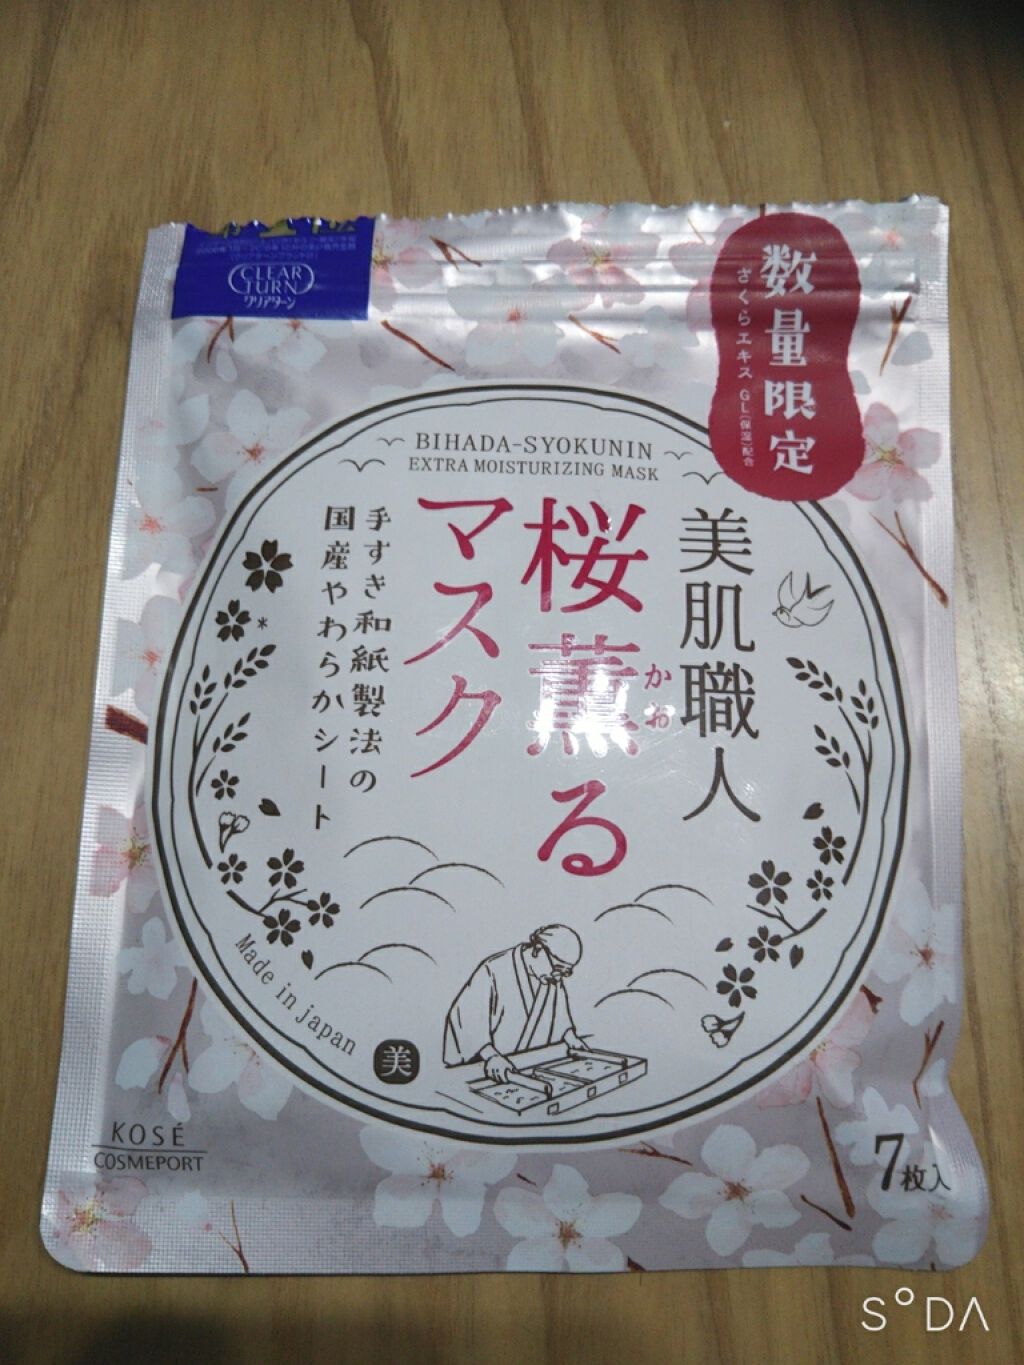 CLEAR
TURN
クリアターン
数量限定
さくらエキス GL(保湿)配合
BIHADA-SYOKUNIN
EXTRA MOISTURIZING MASK
美肌職人
桜薫る
かお
マスク
手すき和紙製法の
国産やわらかシート
*
Made in japan
美
KOSÉ
COSMEPORT
7枚入
S°DA